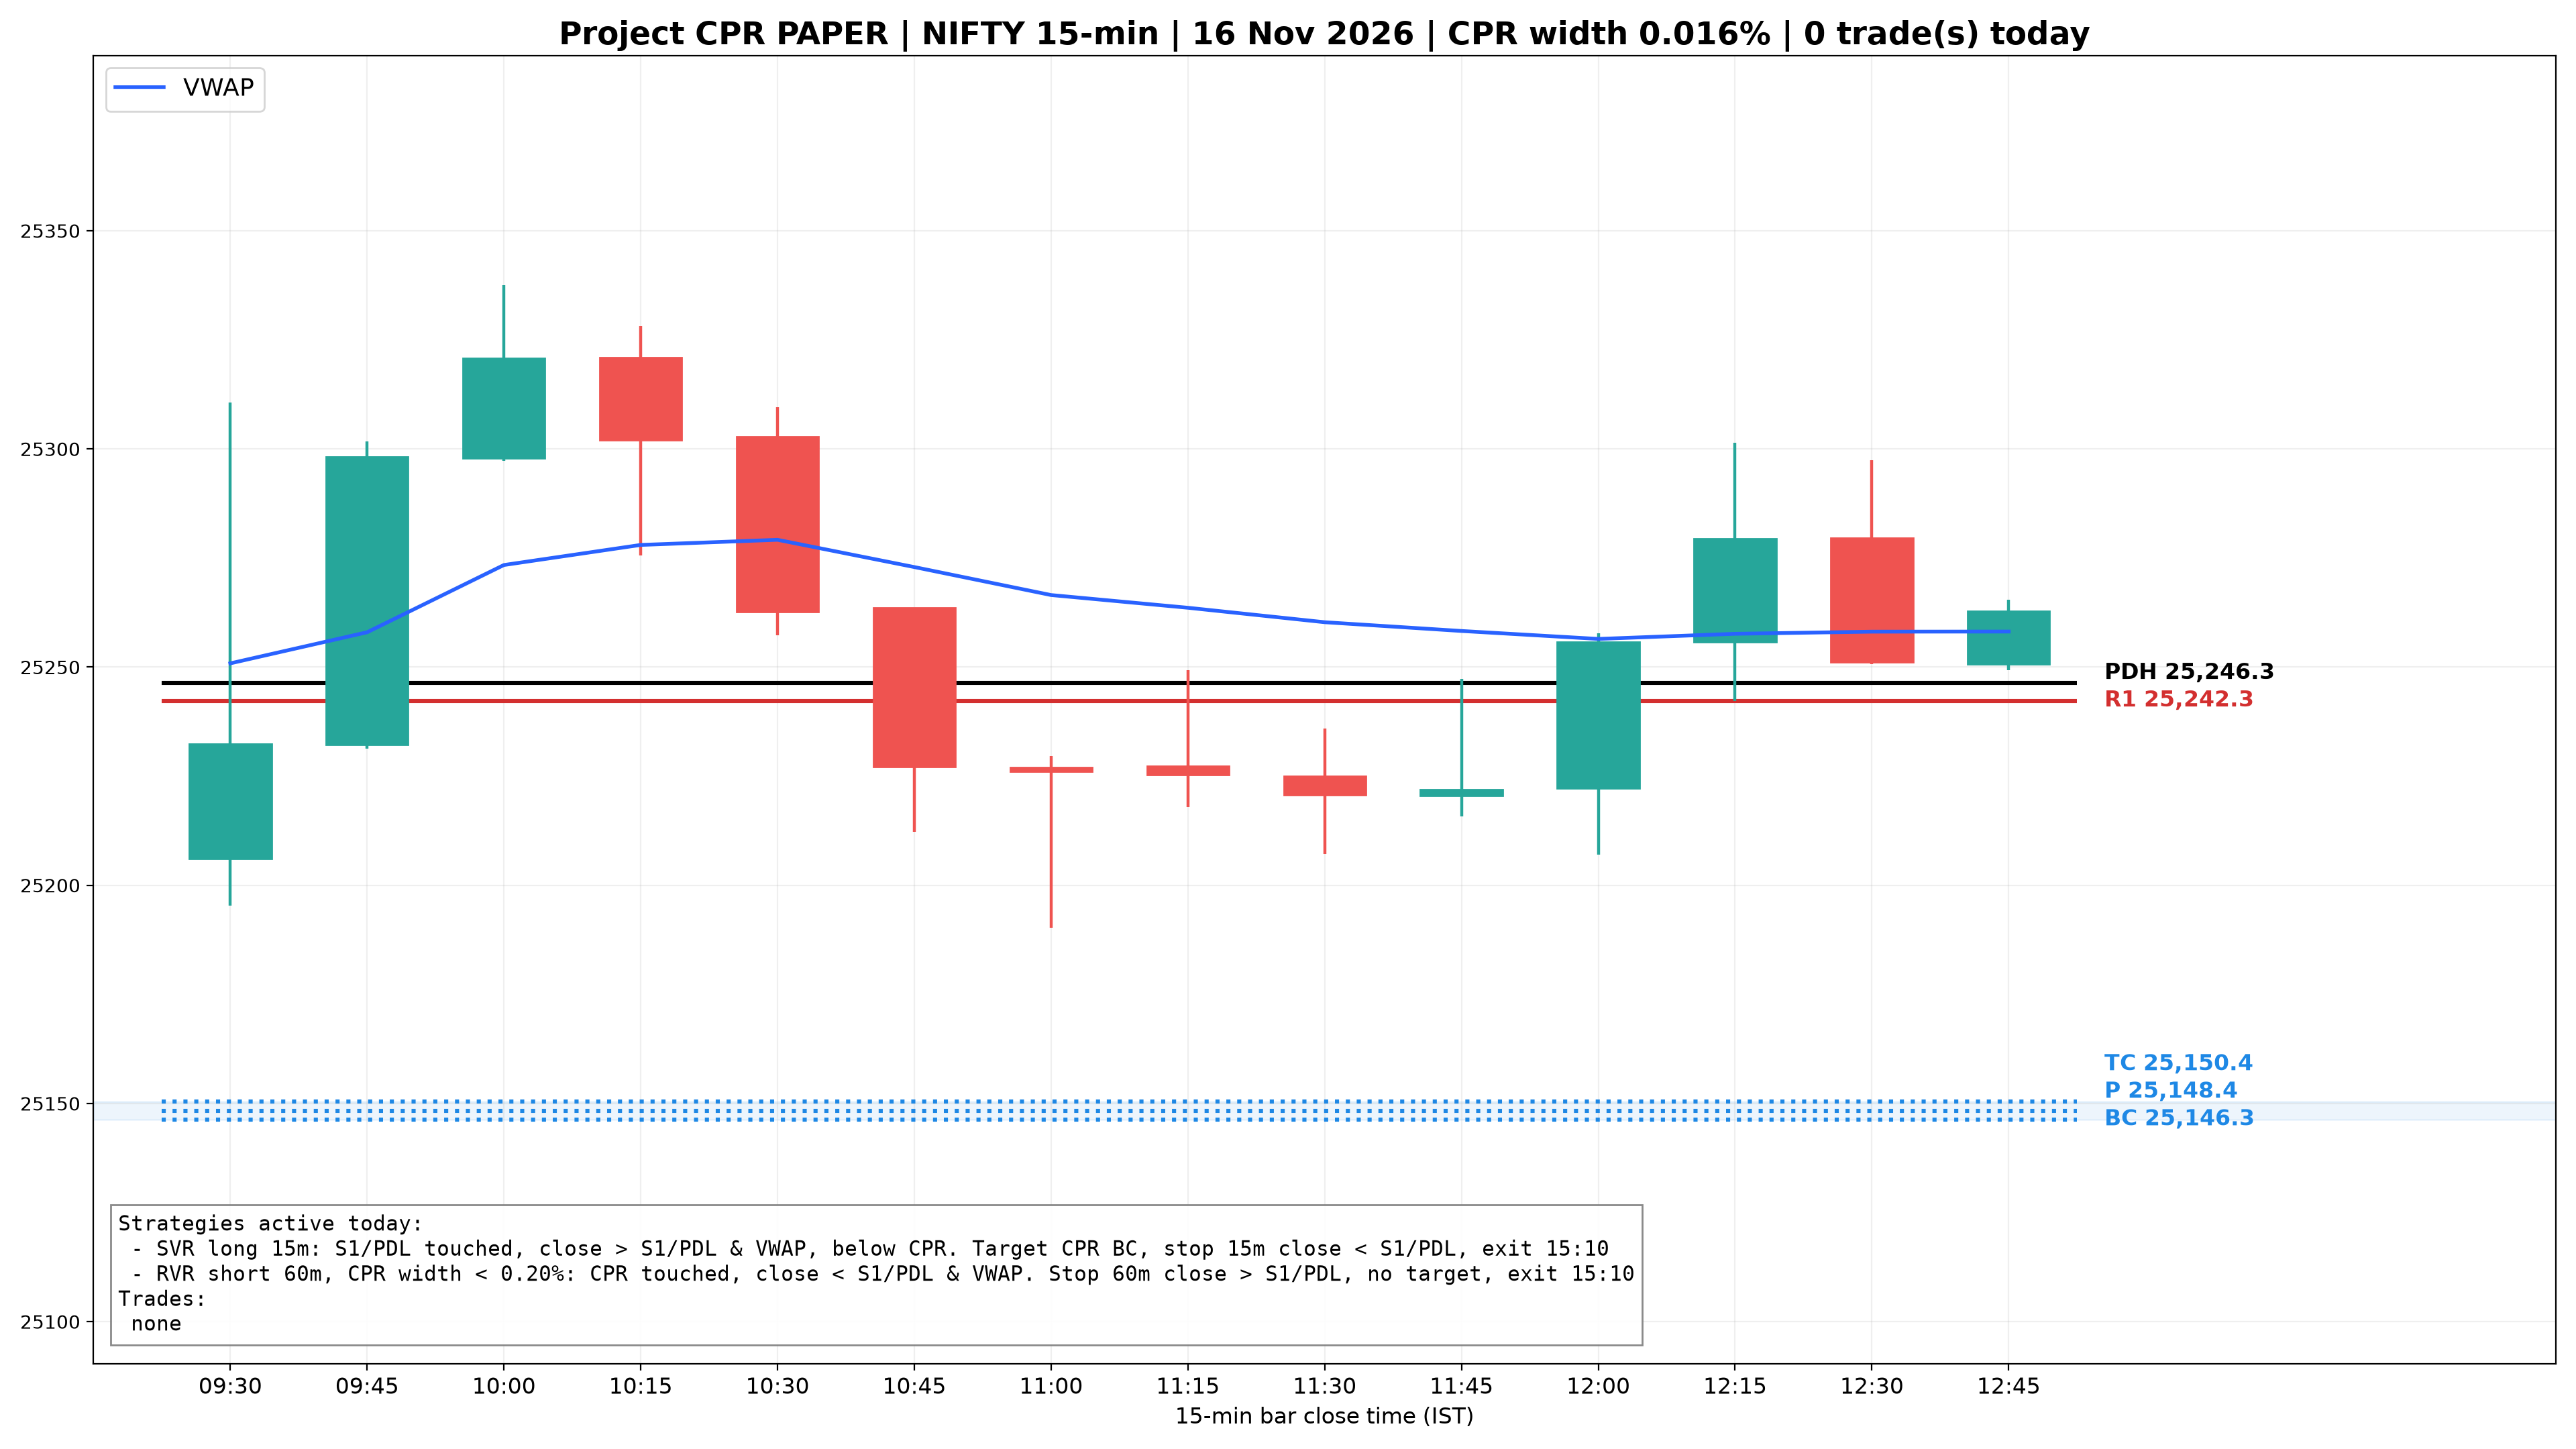 Project CPR PAPER | NIFTY 15-min | 16 Nov 2026 | CPR width 0.016% | 0 trade(s) today
VWAP
25350
25300
25250
25200
25150
25100
PDH 25,246.3
R1 25,242.3
TC 25,150.4
P 25,148.4
BC 25,146.3
Strategies active today:
- SVR long 15m: S1/PDL touched, close > S1/PDL & VWAP, below CPR. Target CPR BC, stop 15m close < S1/PDL, exit 15:10
- RVR short 60m, CPR width < 0.20%: CPR touched, close < S1/PDL & VWAP. Stop 60m close > S1/PDL, no target, exit 15:10
Trades:
none
09:30 09:45 10:00 10:15 10:30 10:45 11:00 11:15 11:30 11:45 12:00 12:15 12:30 12:45
15-min bar close time (IST)